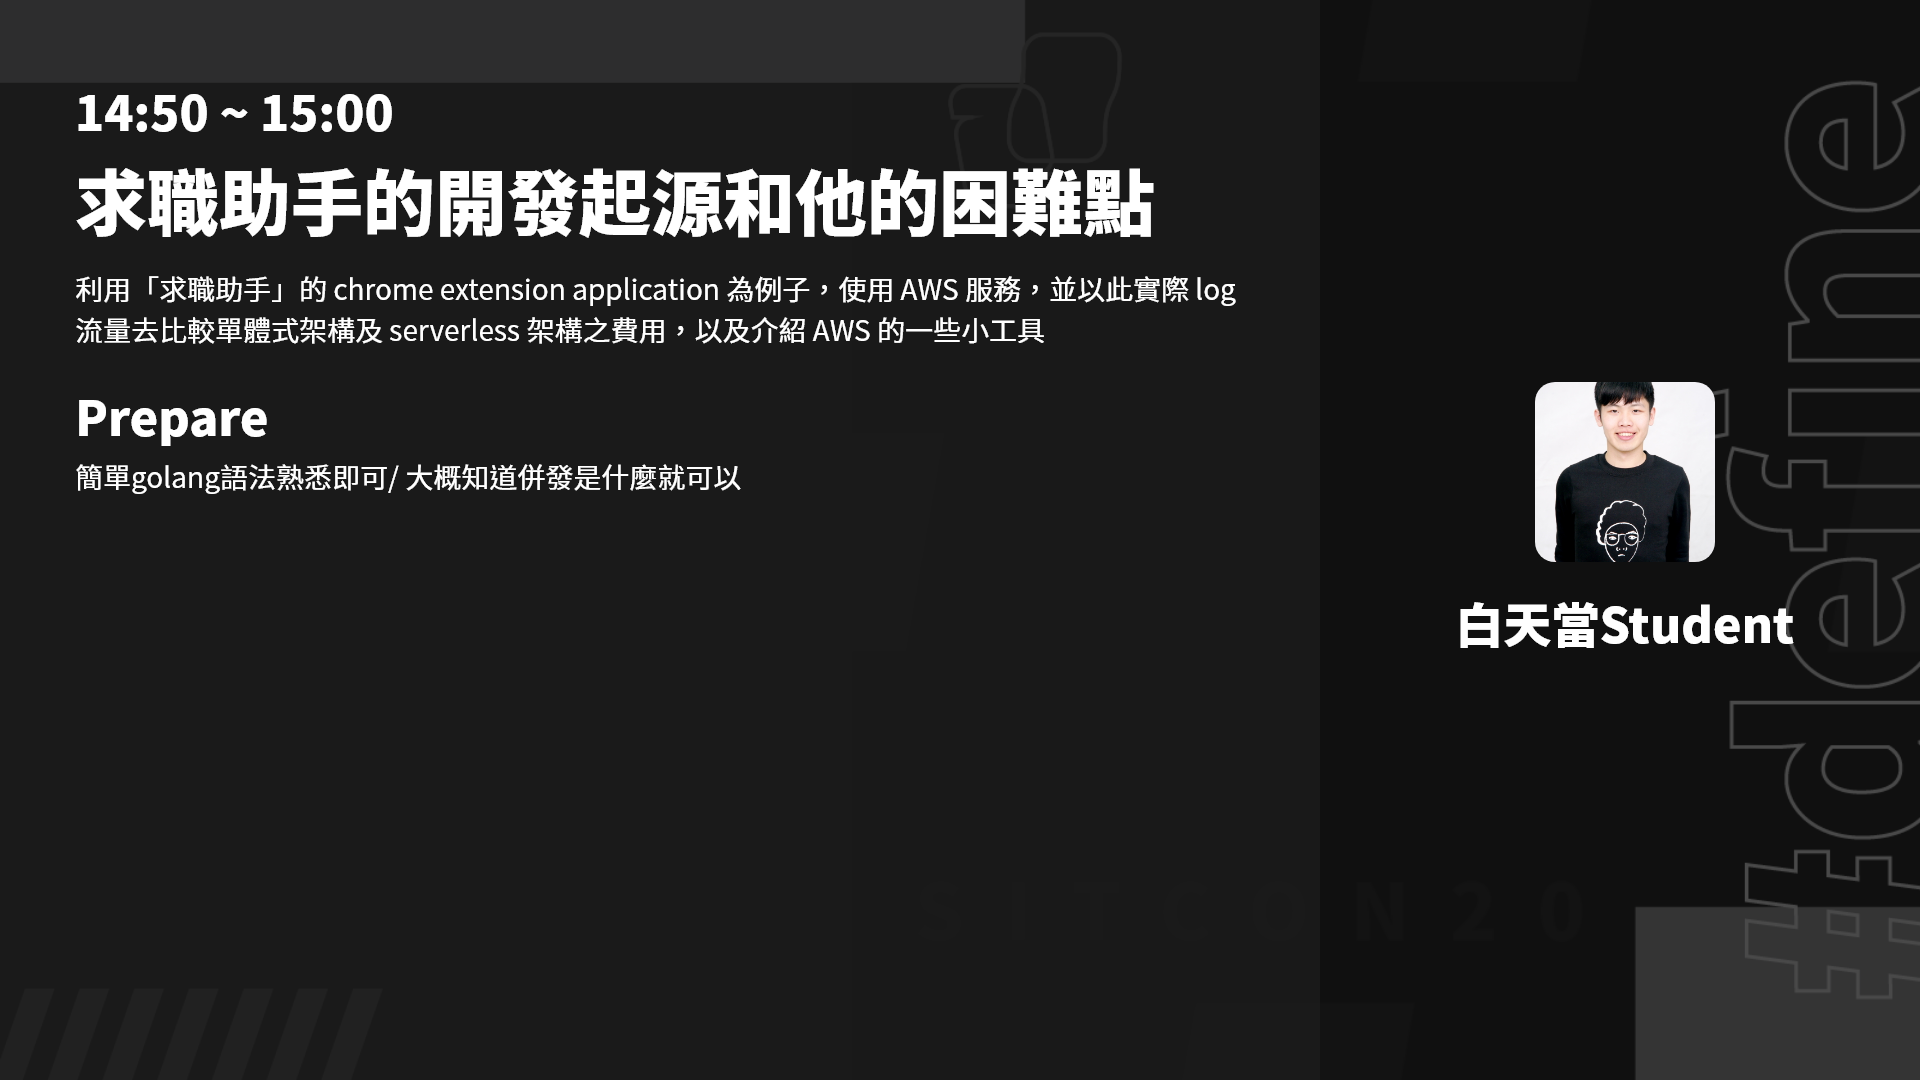 14:50 ~ 15:00
求職助手的開發起源和他的困難點
利用「求職助手」的 chrome extension application 為例子，使用 AWS 服務，並以此實際 log
流量去比較單體式架構及 serverless 架構之費用，以及介紹 AWS 的一些小工具
Prepare
簡單golang語法熟悉即可/ 大概知道併發是什麼就可以
白天當Student
#define
SITCON20